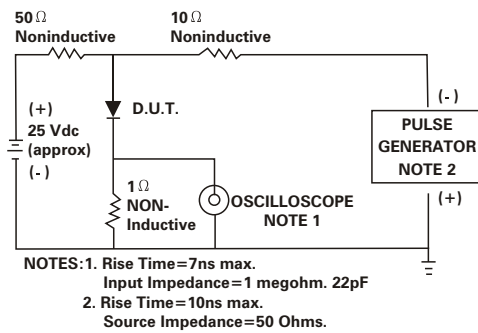 50 Ω
Noninductive
10 Ω
Noninductive
(+)
25 Vdc
(approx)
(-)
D.U.T.
1 Ω
NON-
Inductive
OSCILLOSCOPE
NOTE 1
(-)
PULSE
GENERATOR
NOTE 2
(+)
NOTES:1. Rise Time=7ns max.
Input Impedance=1 megohm. 22pF
2. Rise Time=10ns max.
Source Impedance=50 Ohms.